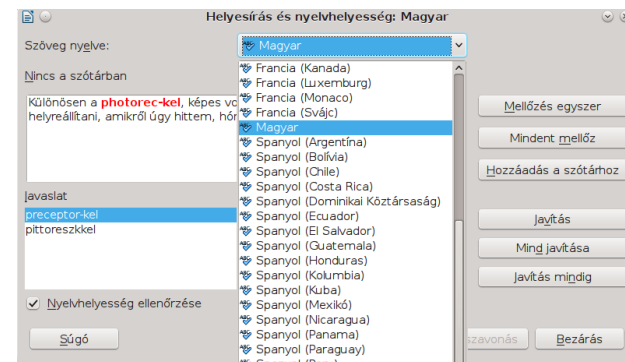 Helyesírás és nyelvhelyesség: Magyar
Szöveg nyelve:
Magyar
Nincs a szótárban
Különösen a photorec-kel, képes
helyreállítani, amikről úgy hittem,
Mellőzés egyszer
Mindent mellőz
Hozzáadás a szótárhoz
Javaslat
preceptor-kel
pittoreszkkel
Javítás
Mind javítása
Javítás mindig
Nyelvhelyesség ellenőrzése
Súgó
Bezárás
Francia (Kanada)
Francia (Luxemburg)
Francia (Monaco)
Francia (Svájc)
Magyar
Spanyol (Argentína)
Spanyol (Bolívia)
Spanyol (Chile)
Spanyol (Costa Rica)
Spanyol (Dominikai Köztársaság)
Spanyol (Ecuador)
Spanyol (El Salvador)
Spanyol (Guatemala)
Spanyol (Honduras)
Spanyol (Kolumbia)
Spanyol (Kuba)
Spanyol (Mexikó)
Spanyol (Nicaragua)
Spanyol (Panama)
Spanyol (Paraguay)